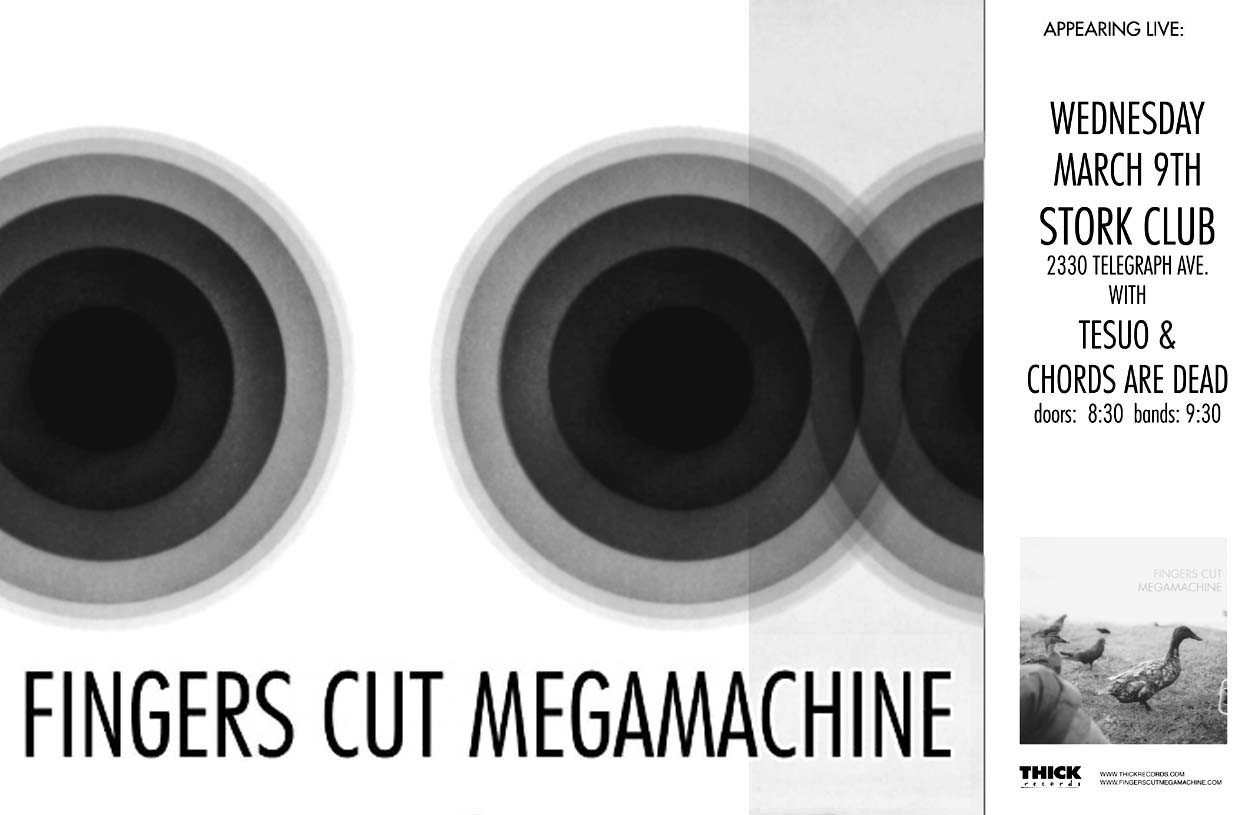 APPEARING LIVE:
WEDNESDAY
MARCH 9TH
STORK CLUB
2330 TELEGRAPH AVE.
WITH
TESUO &
CHORDS ARE DEAD
doors: 8:30 bands: 9:30
FINGERS CUT
MEGAMACHINE
FINGERS CUT MEGAMACHINE
THICK
records
WWW.THICKRECORDS.COM
WWW.FINGERSCUTMEGAMACHINE.COM